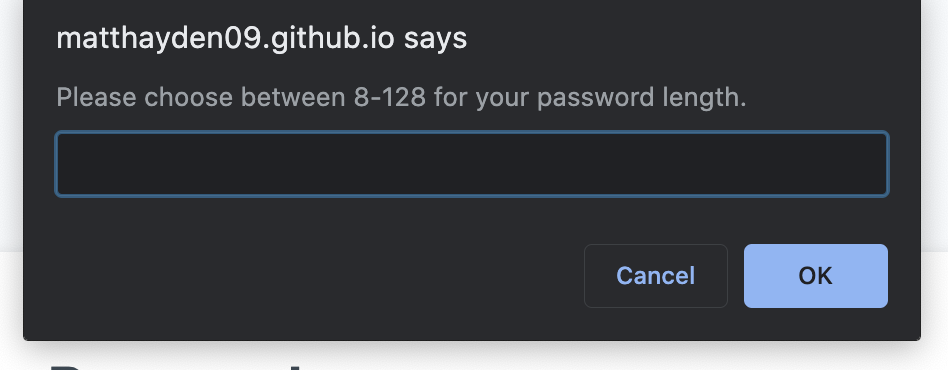 matthayden09.github.io says
Please choose between 8-128 for your password length.
Cancel
OK